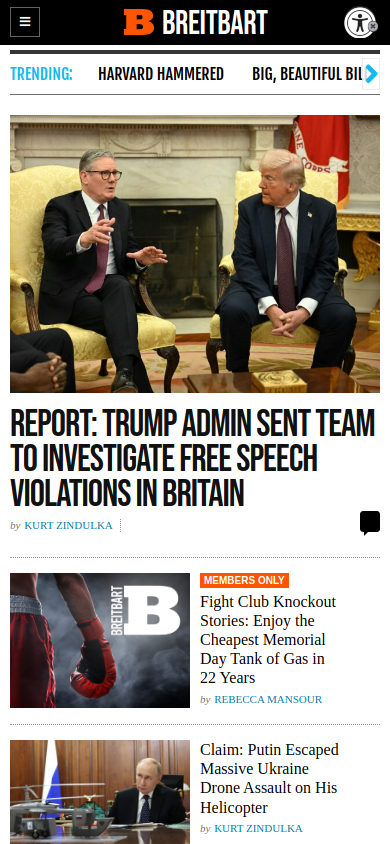 B BREITBART
TRENDING:
HARVARD HAMMERED
BIG, BEAUTIFUL BIL
REPORT: TRUMP ADMIN SENT TEAM
TO INVESTIGATE FREE SPEECH
VIOLATIONS IN BRITAIN
by KURT ZINDULKA
BREITBART B
MEMBERS ONLY
Fight Club Knockout
Stories: Enjoy the
Cheapest Memorial
Day Tank of Gas in
22 Years
by REBECCA MANSOUR
Claim: Putin Escaped
Massive Ukraine
Drone Assault on His
Helicopter
by KURT ZINDULKA